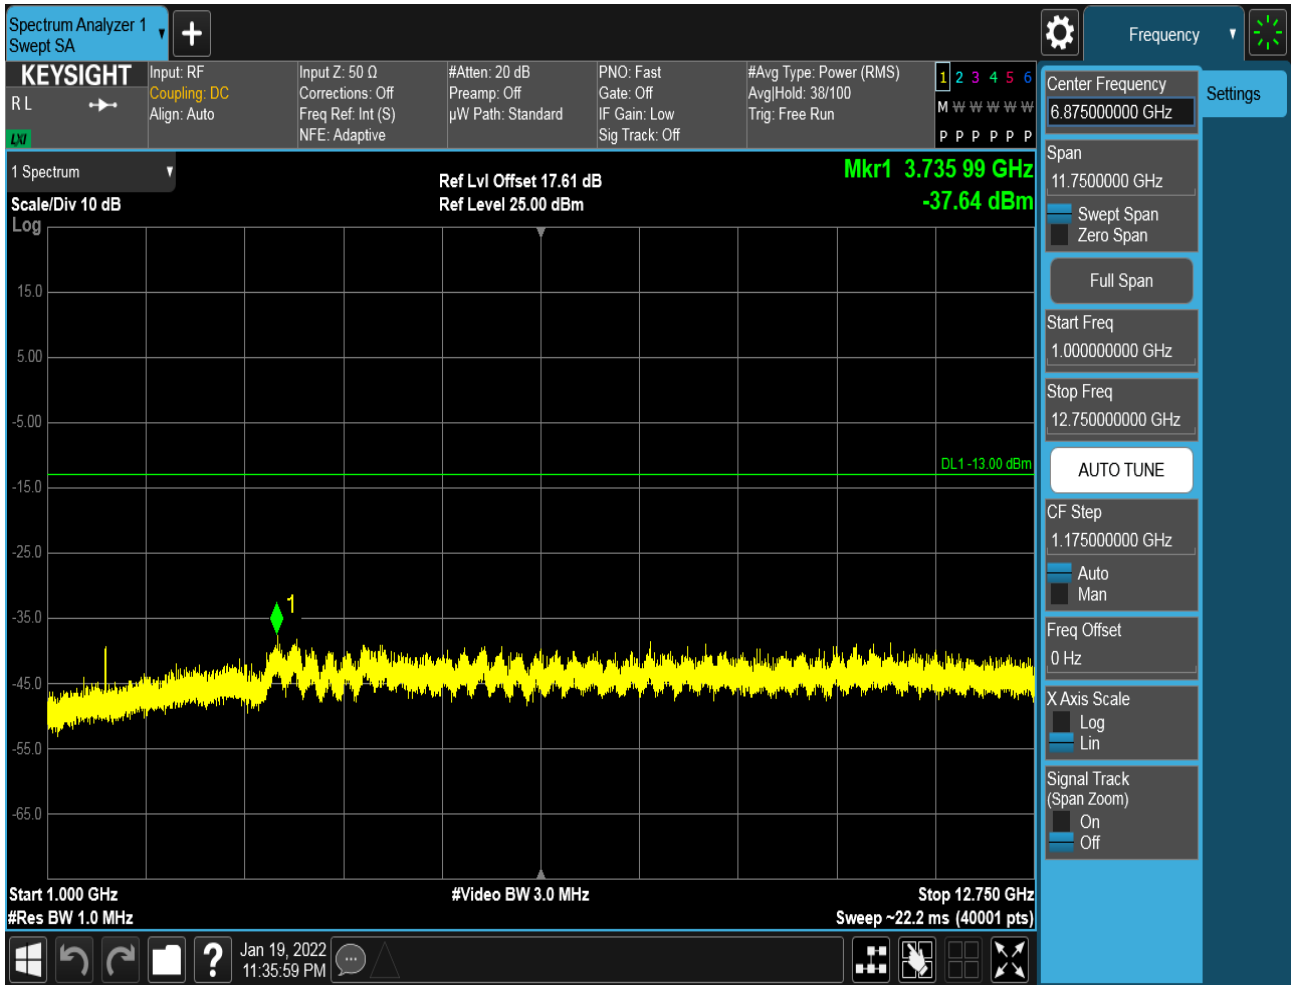 Spectrum Analyzer 1
Swept SA
Frequency
KEYSIGHT
R L
LXI
Input: RF
Coupling: DC
Align: Auto
Input Z: 50 Ω
Corrections: Off
Freq Ref: Int (S)
NFE: Adaptive
#Atten: 20 dB
Preamp: Off
µW Path: Standard
PNO: Fast
Gate: Off
IF Gain: Low
Sig Track: Off
#Avg Type: Power (RMS)
Avg|Hold: 38/100
Trig: Free Run
1 2 3 4 5 6
M W W W W W
P P P P P P
1 Spectrum
Scale/Div 10 dB
Log
Ref Lvl Offset 17.61 dB
Ref Level 25.00 dBm
Mkr1 3.735 99 GHz
-37.64 dBm
15.0
5.00
-5.00
-15.0
-25.0
-35.0
-45.0
-55.0
-65.0
DL1 -13.00 dBm
1
Start 1.000 GHz
#Res BW 1.0 MHz
#Video BW 3.0 MHz
Stop 12.750 GHz
Sweep ~22.2 ms (40001 pts)
Jan 19, 2022
11:35:59 PM
Center Frequency
6.875000000 GHz
Settings
Span
11.7500000 GHz
Swept Span
Zero Span
Full Span
Start Freq
1.000000000 GHz
Stop Freq
12.750000000 GHz
AUTO TUNE
CF Step
1.175000000 GHz
Auto
Man
Freq Offset
0 Hz
X Axis Scale
Log
Lin
Signal Track
(Span Zoom)
On
Off